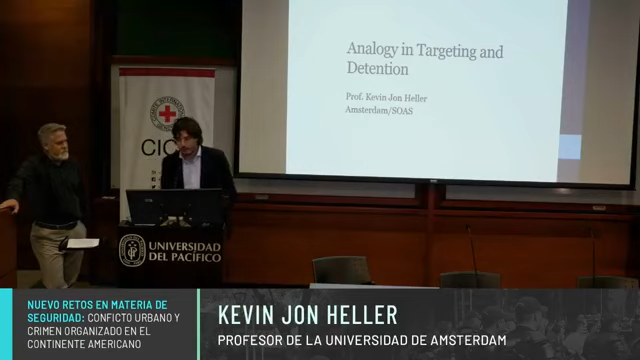 Analogy in Targeting and
Detention
Prof. Kevin Jon Heller
Amsterdam/SOAS
UNIVERSIDAD
DEL PACÍFICO
NUEVO RETOS EN MATERIA DE
SEGURIDAD: CONFICTO URBANO Y
CRIMEN ORGANIZADO EN EL
CONTINENTE AMERICANO
KEVIN JON HELLER
PROFESOR DE LA UNIVERSIDAD DE AMSTERDAM